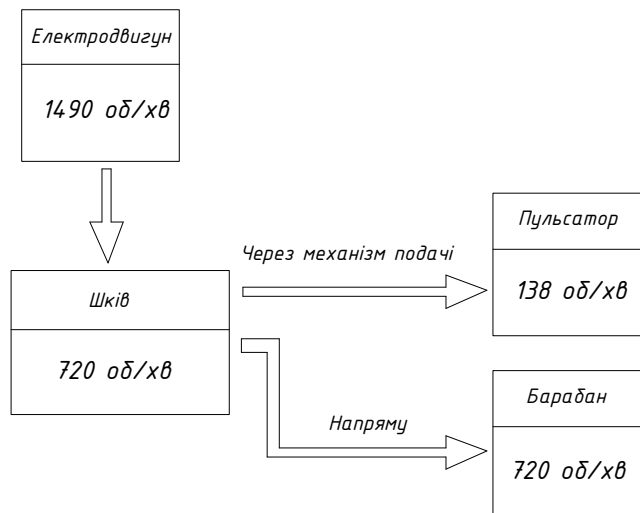 Електродвигун
1490 об/хв
Шків
720 об/хв
Через механізм подачі
Пульсатор
138 об/хв
Напряму
Барабан
720 об/хв